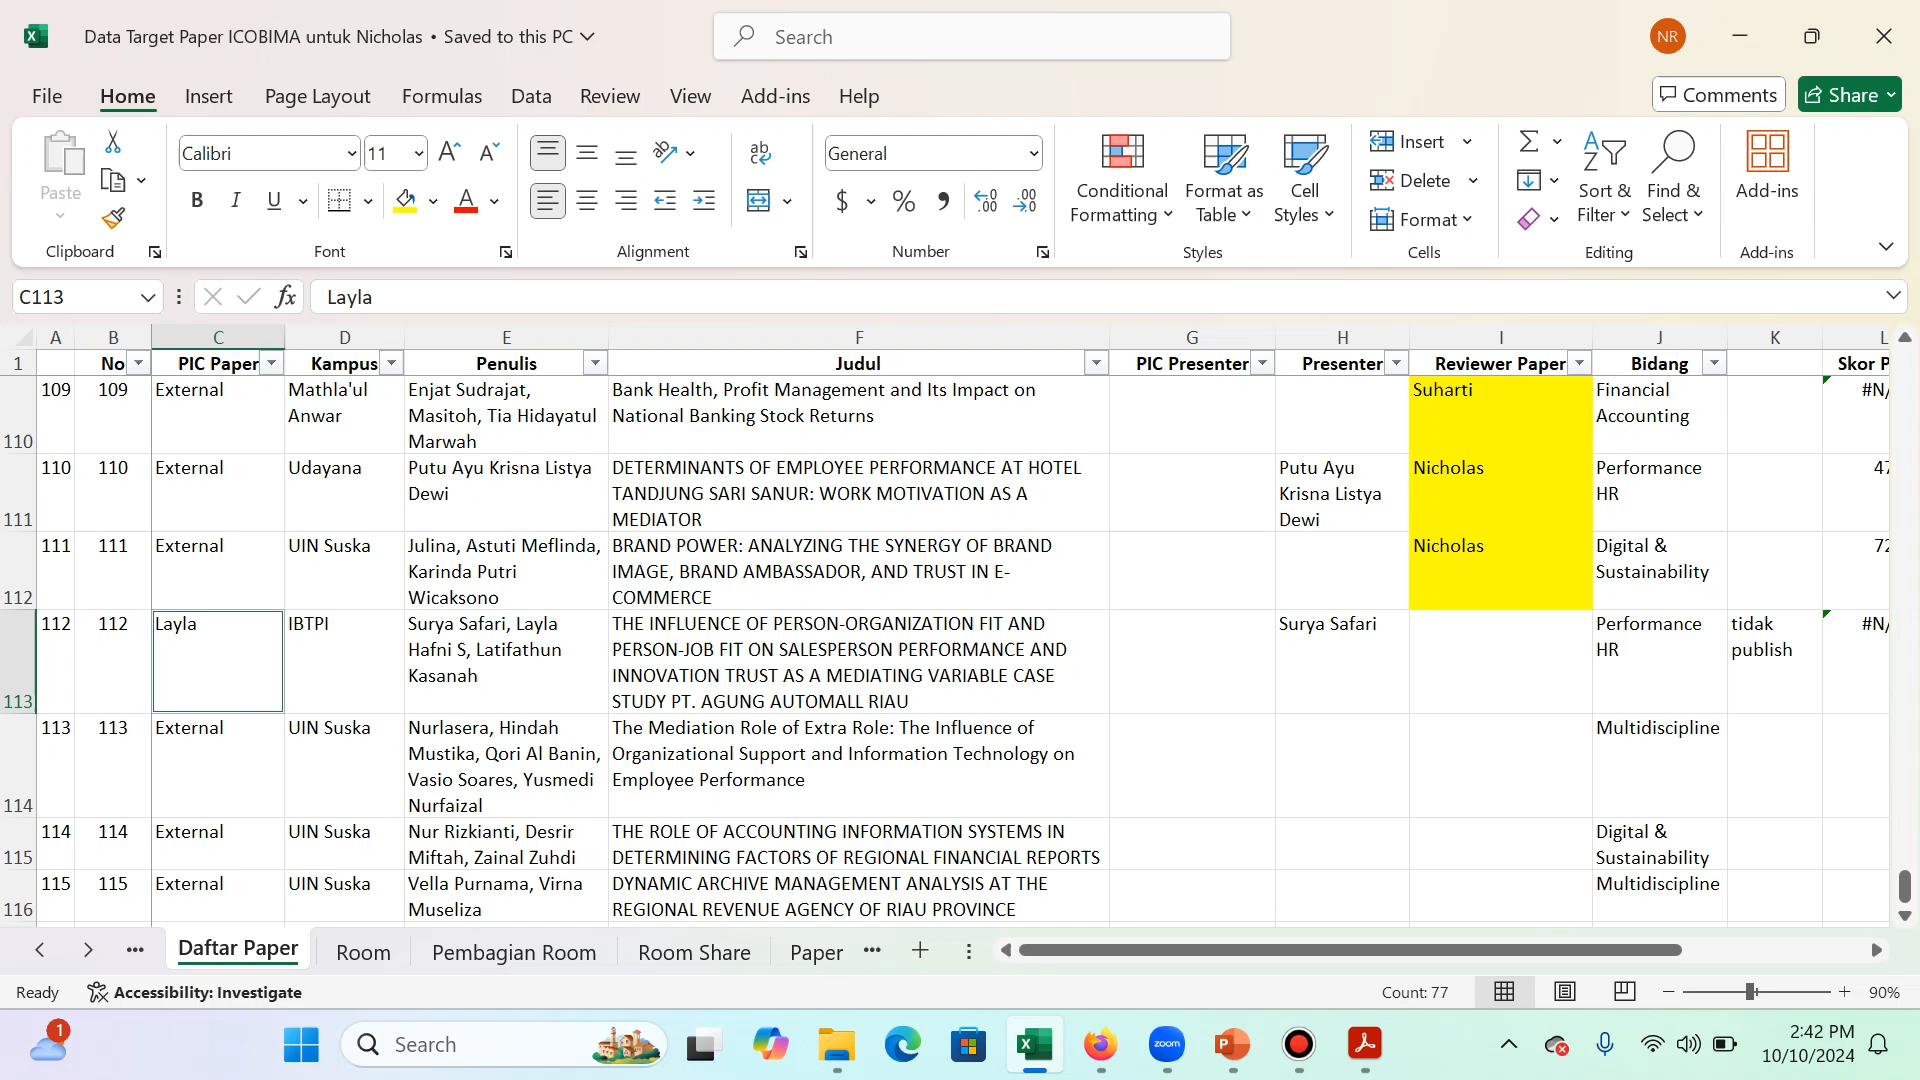 Data Target Paper ICOBIMA untuk Nicholas • Saved to this PC
Search
NR
File Home Insert Page Layout Formulas Data Review View Add-ins Help
Comments Share
Paste
Clipboard
Calibri 11
B I U
Font
Alignment
General
Number
Conditional Formatting
Format as Table
Cell Styles
Styles
Insert
Delete
Format
Cells
Sort & Filter
Find & Select
Editing
Add-ins
Add-ins
C113 fx Layla
A B C D E F G H I J K L
1 No PIC Paper Kampus Penulis Judul PIC Presenter Presenter Reviewer Paper Bidang Skor P
109 109 External Mathla'ul Enjat Sudrajat, Bank Health, Profit Management and Its Impact on Suharti Financial #N/
Anwar Masitoh, Tia Hidayatul National Banking Stock Returns Accounting
110 Marwah
110 110 External Udayana Putu Ayu Krisna Listya DETERMINANTS OF EMPLOYEE PERFORMANCE AT HOTEL Putu Ayu Nicholas Performance 47
Dewi TANDJUNG SARI SANUR: WORK MOTIVATION AS A Krisna Listya HR
111 MEDIATOR Dewi
111 111 External UIN Suska Julina, Astuti Meflinda, BRAND POWER: ANALYZING THE SYNERGY OF BRAND Nicholas Digital & 72
Karinda Putri IMAGE, BRAND AMBASSADOR, AND TRUST IN E- Sustainability
112 Wicaksono COMMERCE
112 112 Layla IBTPI Surya Safari, Layla THE INFLUENCE OF PERSON-ORGANIZATION FIT AND Surya Safari Performance tidak #N/
Hafni S, Latifathun PERSON-JOB FIT ON SALESPERSON PERFORMANCE AND HR publish
Kasanah INNOVATION TRUST AS A MEDIATING VARIABLE CASE
113 STUDY PT. AGUNG AUTOMALL RIAU
113 113 External UIN Suska Nurlasera, Hindah The Mediation Role of Extra Role: The Influence of Multidiscipline
Mustika, Qori Al Banin, Organizational Support and Information Technology on
Vasio Soares, Yusmedi Employee Performance
114 Nurfaizal
114 114 External UIN Suska Nur Rizkianti, Desrir THE ROLE OF ACCOUNTING INFORMATION SYSTEMS IN Digital &
115 Miftah, Zainal Zuhdi DETERMINING FACTORS OF REGIONAL FINANCIAL REPORTS Sustainability
115 115 External UIN Suska Vella Purnama, Virna DYNAMIC ARCHIVE MANAGEMENT ANALYSIS AT THE Multidiscipline
116 Museliza REGIONAL REVENUE AGENCY OF RIAU PROVINCE
Daftar Paper Room Pembagian Room Room Share Paper
Ready Accessibility: Investigate Count: 77 90%
1 Search zoom 2:42 PM
10/10/2024